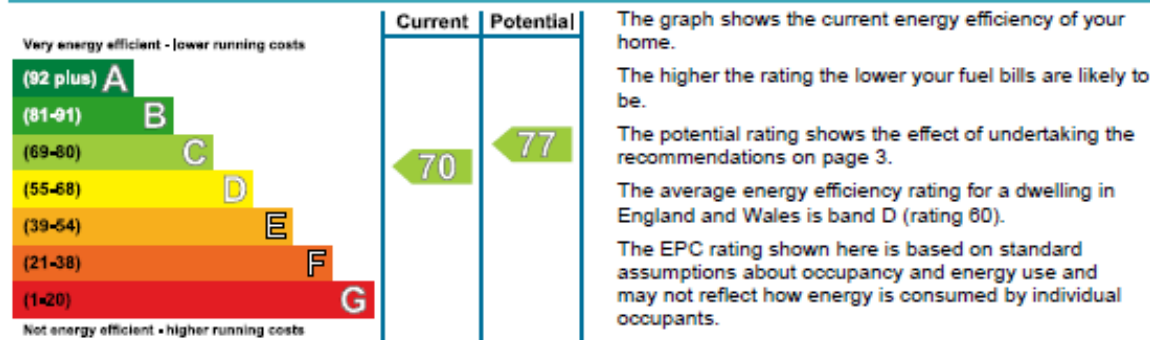 Current Potential
Very energy efficient - lower running costs
(92 plus) A
(81-91) B
(69-80) C
(55-68) D
(39-54) E
(21-38) F
(1-20) G
Not energy efficient - higher running costs
70
77
The graph shows the current energy efficiency of your
home.
The higher the rating the lower your fuel bills are likely to
be.
The potential rating shows the effect of undertaking the
recommendations on page 3.
The average energy efficiency rating for a dwelling in
England and Wales is band D (rating 60).
The EPC rating shown here is based on standard
assumptions about occupancy and energy use and
may not reflect how energy is consumed by individual
occupants.